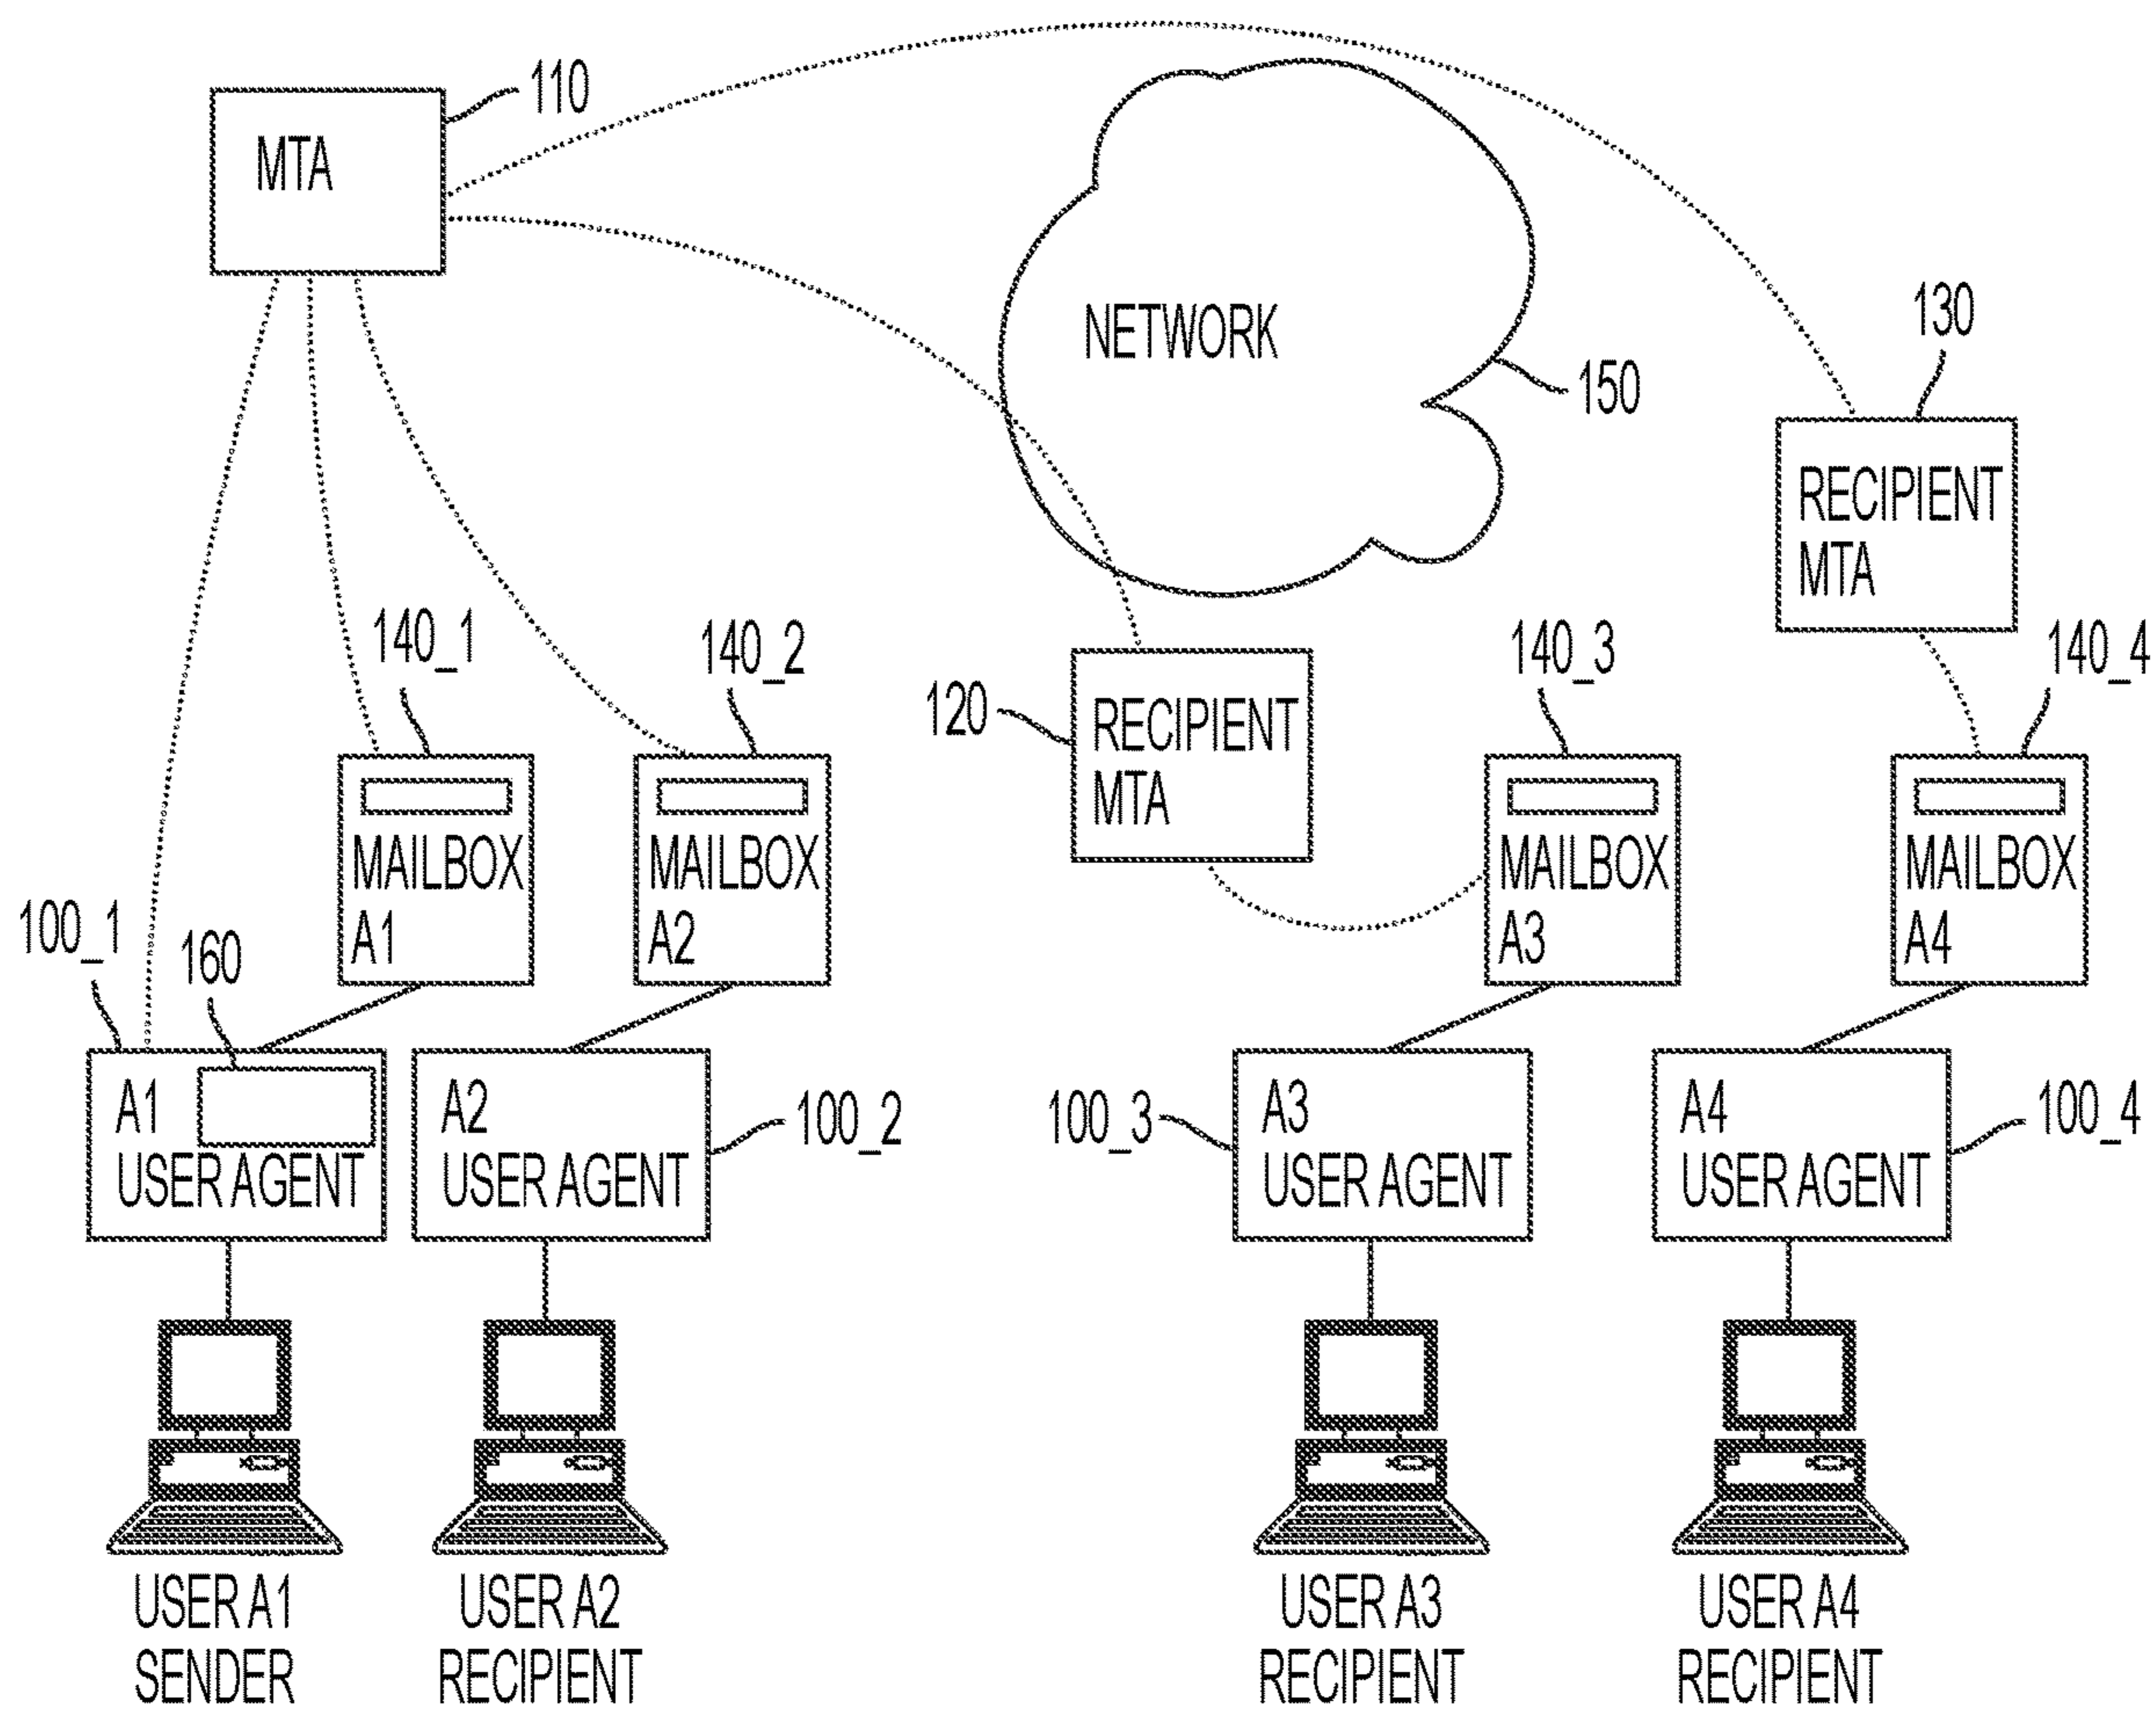 110
MTA
NETWORK
150
130
RECIPIENT
MTA
140_1
140_2
120
RECIPIENT
MTA
140_3
140_4
MAILBOX
A1
MAILBOX
A2
MAILBOX
A3
MAILBOX
A4
100_1
160
A1
USER AGENT
A2
USER AGENT
100_2
100_3
A3
USER AGENT
A4
USER AGENT
100_4
USER A1
SENDER
USER A2
RECIPIENT
USER A3
RECIPIENT
USER A4
RECIPIENT